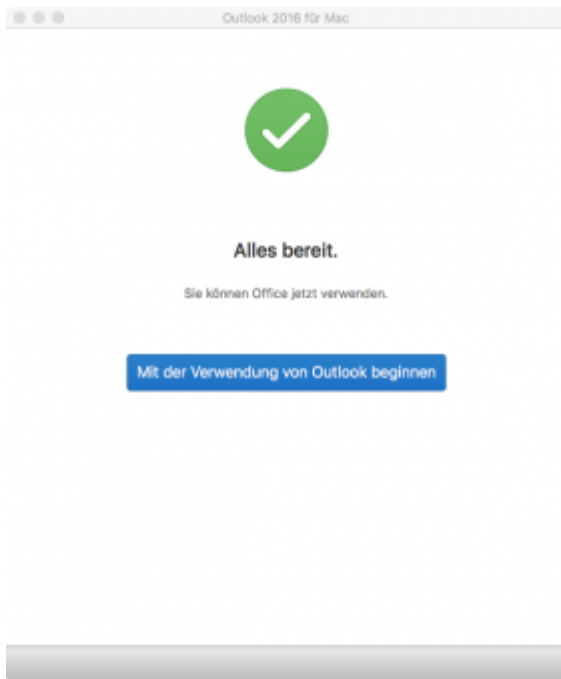 Outlook 2016 für Mac
Alles bereit.
Sie können Office jetzt verwenden.
Mit der Verwendung von Outlook beginnen